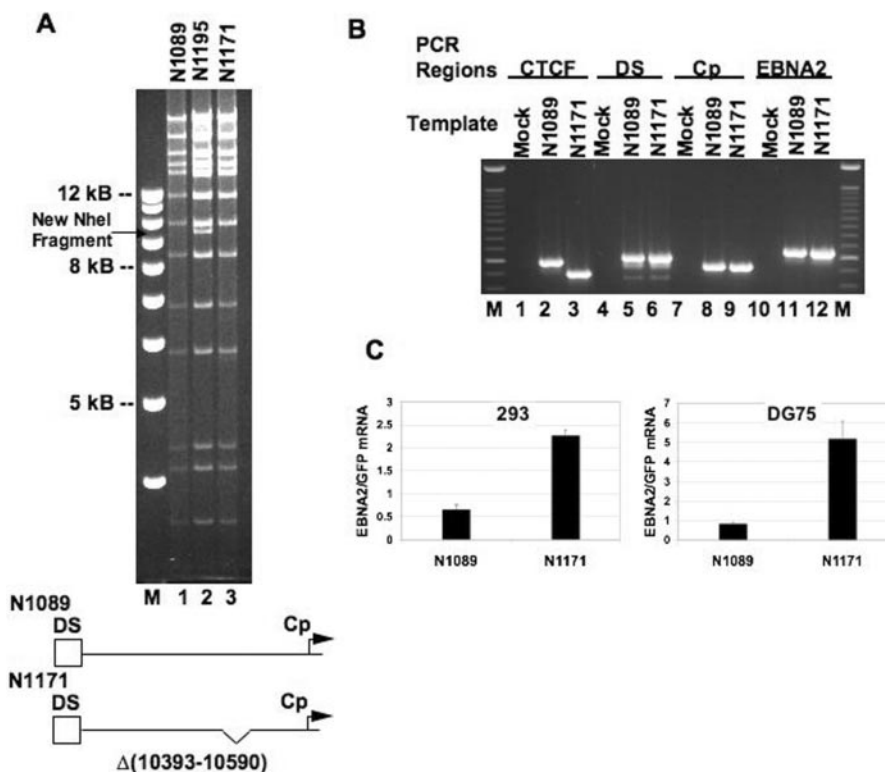 A
N1089
N1195
N1171
12 kB --
New NheI
Fragment
8 kB --
5 kB --
M 1 2 3
N1089
DS Cp
N1171
DS Cp
Δ(10393-10590)
B
PCR
Regions CTCF DS Cp EBNA2
Template Mock N1089 N1171 Mock N1089 N1171 Mock N1089 N1171 Mock N1089 N1171
M 1 2 3 4 5 6 7 8 9 10 11 12 M
C
293
EBNA2/GFP mRNA
3
2.5
2
1.5
1
0.5
0
N1089 N1171
DG75
EBNA2/GFP mRNA
7
6
5
4
3
2
1
0
N1089 N1171